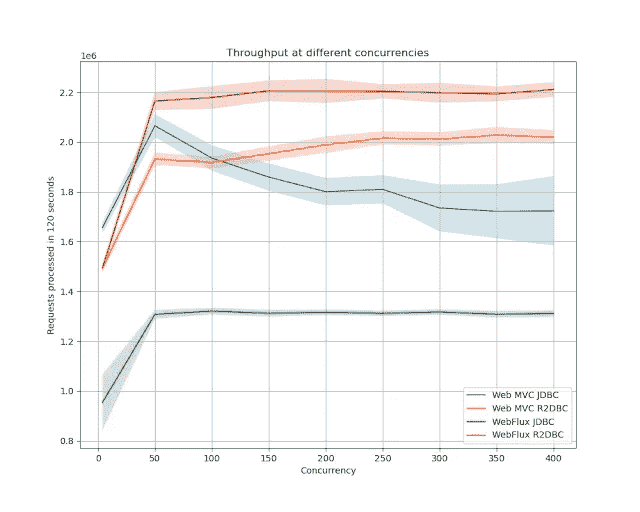 Throughput at different concurrencies
1e6
2.2
2.0
1.8
1.6
1.4
1.2
1.0
0.8
Requests processed in 120 seconds
0 50 100 150 200 250 300 350 400
Concurrency
Web MVC JDBC
Web MVC R2DBC
WebFlux JDBC
WebFlux R2DBC